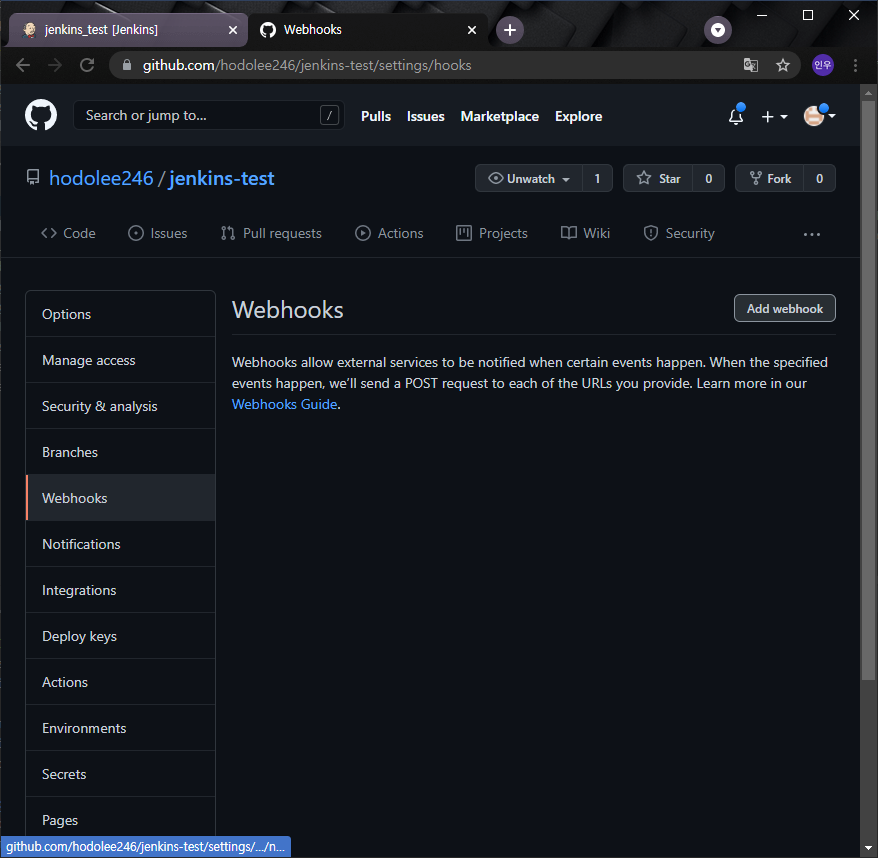 jenkins_test [Jenkins]
Webhooks
github.com/hodolee246/jenkins-test/settings/hooks
인우
Search or jump to...
/
Pulls
Issues
Marketplace
Explore
hodolee246 / jenkins-test
Unwatch 1
Star 0
Fork 0
Code
Issues
Pull requests
Actions
Projects
Wiki
Security
Options
Manage access
Security & analysis
Branches
Webhooks
Notifications
Integrations
Deploy keys
Actions
Environments
Secrets
Pages
Webhooks
Add webhook
Webhooks allow external services to be notified when certain events happen. When the specified
events happen, we’ll send a POST request to each of the URLs you provide. Learn more in our
Webhooks Guide.
github.com/hodolee246/jenkins-test/settings/.../n...